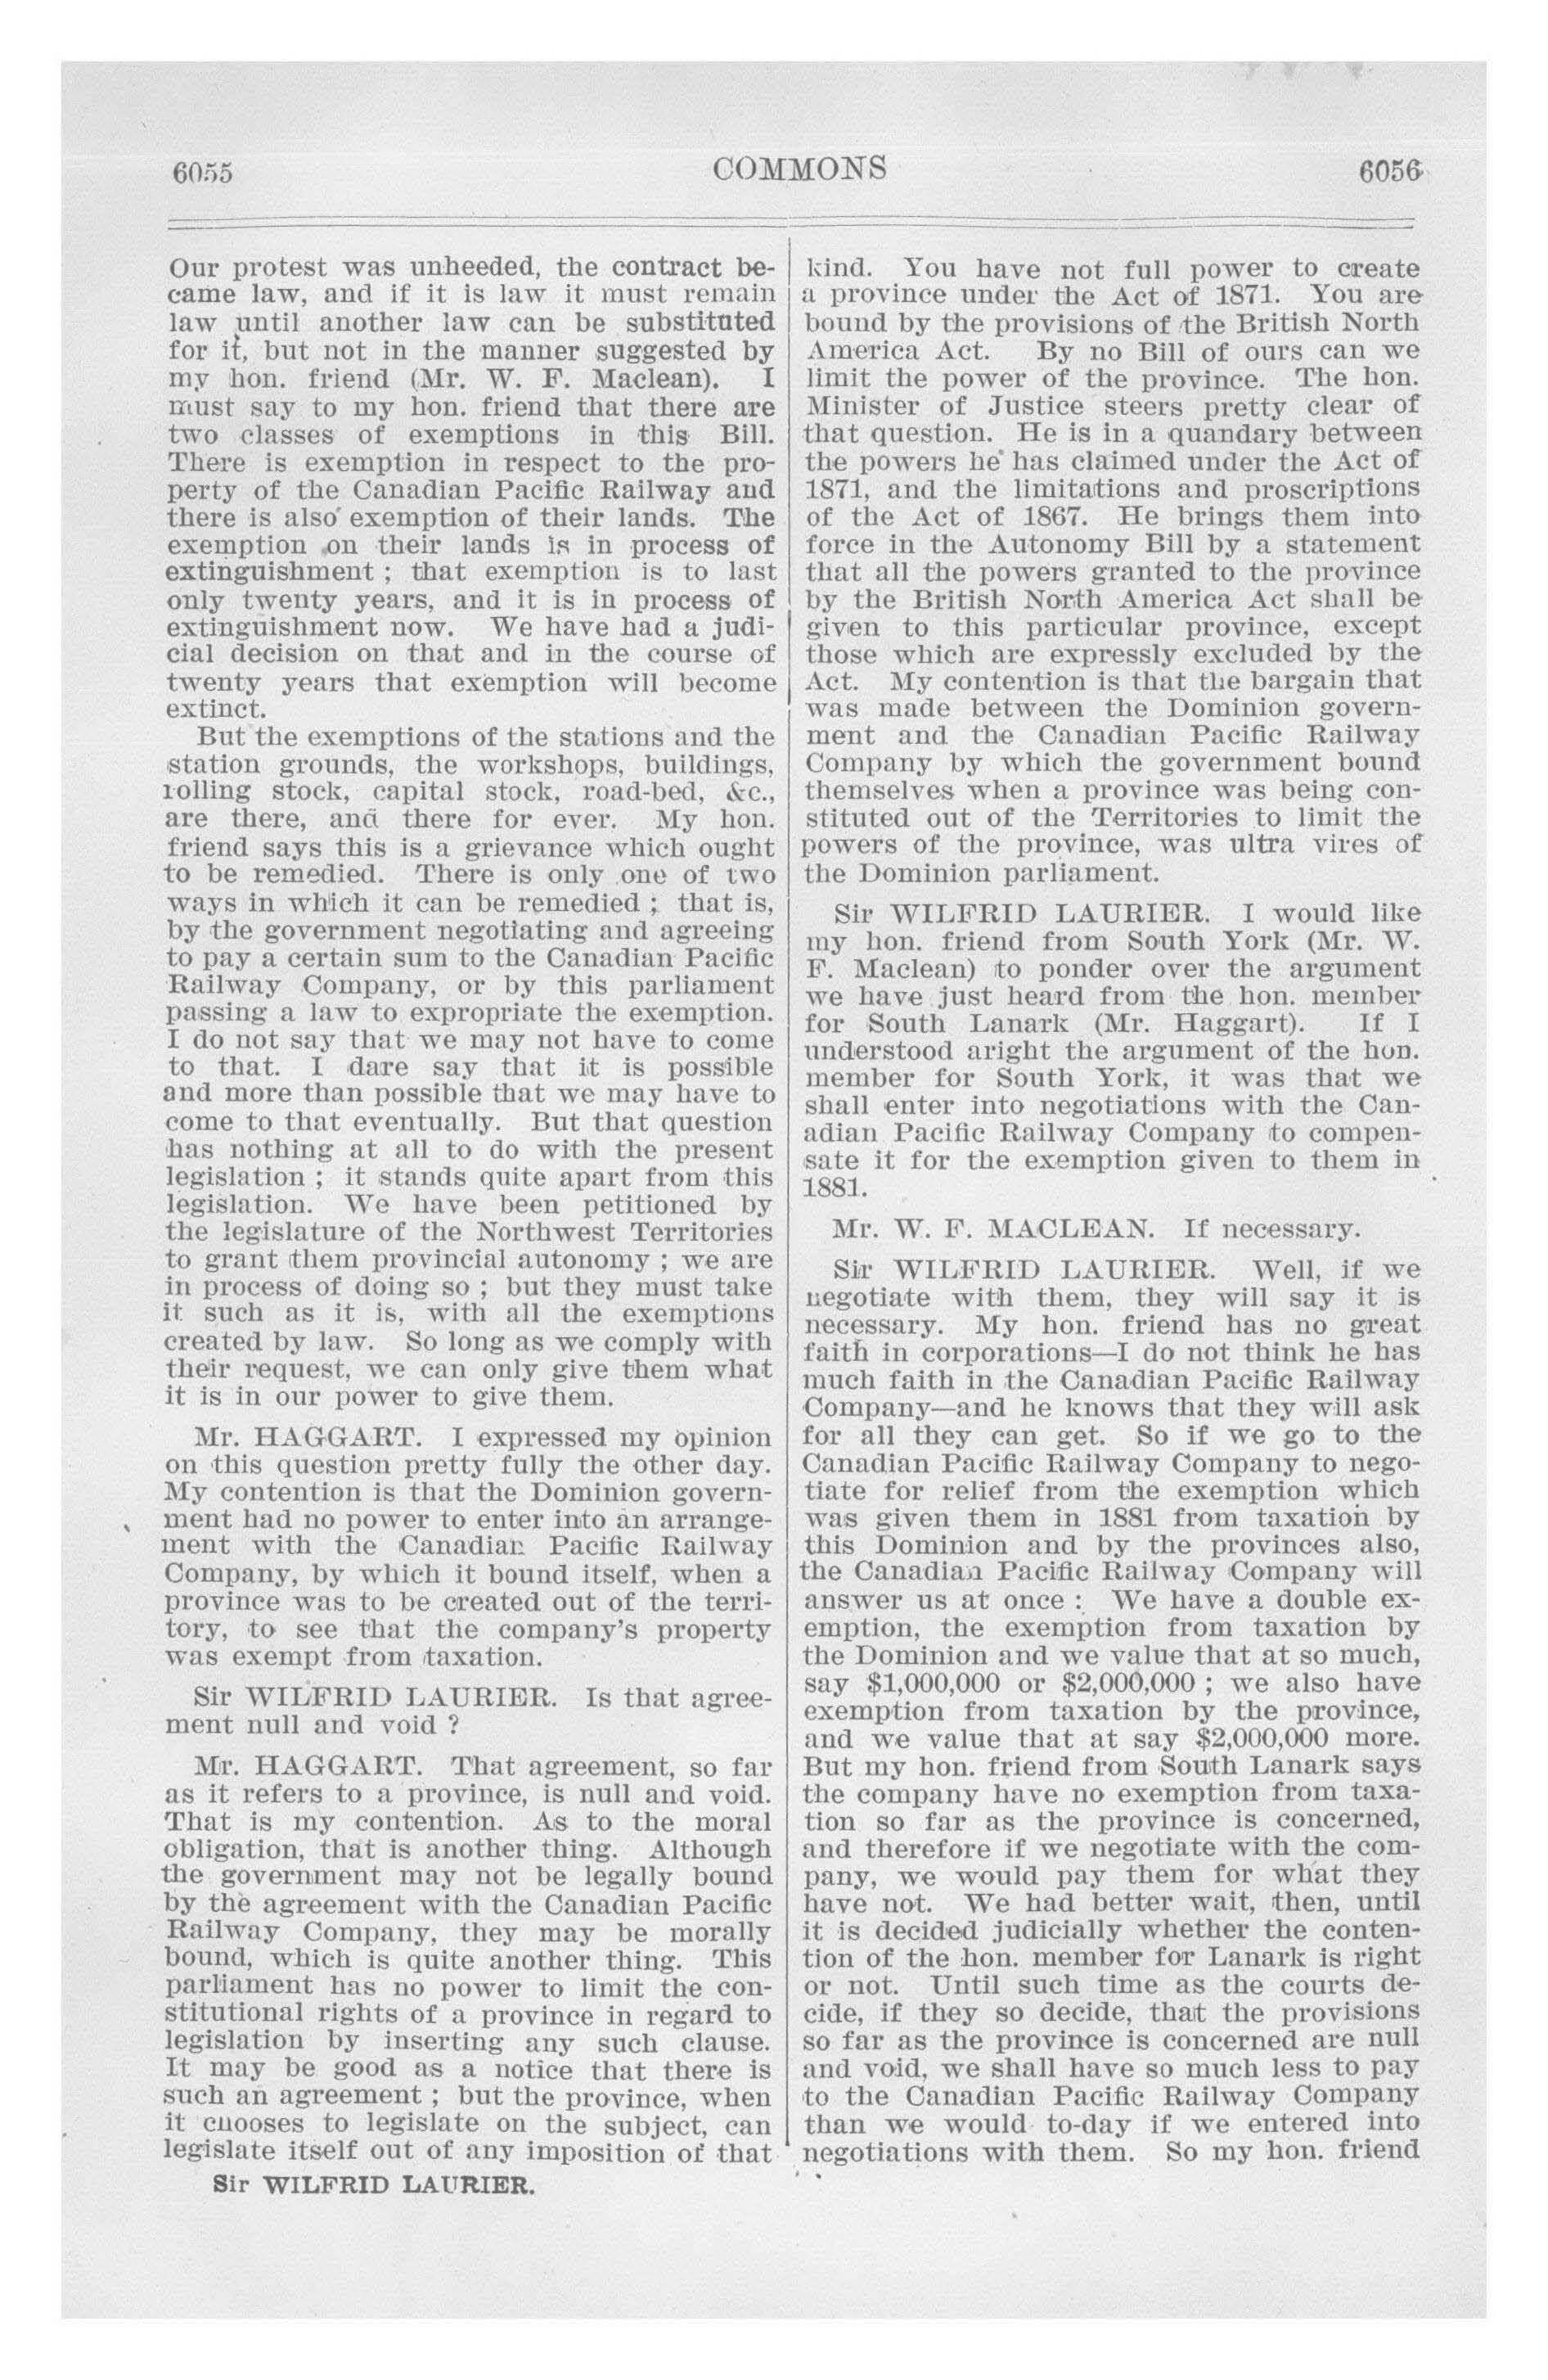 6055
COMMONS
6056
Our protest was unheeded, the contract be-
came law, and if it is law it must remain
law until another law can be substituted
for it, but not in the manner suggested by
my hon. friend (Mr. W. F. Maclean). I
must say to my hon. friend that there are
two classes of exemptions in this Bill.
There is exemption in respect to the pro-
perty of the Canadian Pacific Railway and
there is also exemption of their lands. The
exemption on their lands is in process of
extinguishment ; that exemption is to last
only twenty years, and it is in process of
extinguishment now. We have had a judi-
cial decision on that and in the course of
twenty years that exemption will become
extinct.
But the exemptions of the stations and the
station grounds, the workshops, buildings,
rolling stock, capital stock, road-bed, &c.,
are there, and there for ever. My hon.
friend says this is a grievance which ought
to be remedied. There is only one of two
ways in which it can be remedied ; that is,
by the government negotiating and agreeing
to pay a certain sum to the Canadian Pacific
Railway Company, or by this parliament
passing a law to expropriate the exemption.
I do not say that we may not have to come
to that. I dare say that it is possible
and more than possible that we may have to
come to that eventually. But that question
has nothing at all to do with the present
legislation ; it stands quite apart from this
legislation. We have been petitioned by
the legislature of the Northwest Territories
to grant them provincial autonomy ; we are
in process of doing so ; but they must take
it such as it is, with all the exemptions
created by law. So long as we comply with
their request, we can only give them what
it is in our power to give them.
Mr. HAGGART. I expressed my opinion
on this question pretty fully the other day.
My contention is that the Dominion govern-
ment had no power to enter into an arrange-
ment with the Canadian Pacific Railway
Company, by which it bound itself, when a
province was to be created out of the terri-
tory, to see that the company's property
was exempt from taxation.
Sir WILFRID LAURIER. Is that agree-
ment null and void ?
Mr. HAGGART. That agreement, so far
as it refers to a province, is null and void.
That is my contention. As to the moral
obligation, that is another thing. Although
the government may not be legally bound
by the agreement with the Canadian Pacific
Railway Company, they may be morally
bound, which is quite another thing. This
parliament has no power to limit the con-
stitutional rights of a province in regard to
legislation by inserting any such clause.
It may be good as a notice that there is
such an agreement ; but the province, when
it chooses to legislate on the subject, can
legislate itself out of any imposition of that
Sir WILFRID LAURIER.
kind. You have not full power to create
a province under the Act of 1871. You are
bound by the provisions of the British North
America Act. By no Bill of ours can we
limit the power of the province. The hon.
Minister of Justice steers pretty clear of
that question. He is in a quandary between
the powers he has claimed under the Act of
1871, and the limitations and proscriptions
of the Act of 1867. He brings them into
force in the Autonomy Bill by a statement
that all the powers granted to the province
by the British North America Act shall be
given to this particular province, except
those which are expressly excluded by the
Act. My contention is that the bargain that
was made between the Dominion govern-
ment and the Canadian Pacific Railway
Company by which the government bound
themselves when a province was being con-
stituted out of the Territories to limit the
powers of the province, was ultra vires of
the Dominion parliament.
Sir WILFRID LAURIER. I would like
my hon. friend from South York (Mr. W.
F. Maclean) to ponder over the argument
we have just heard from the hon. member
for South Lanark (Mr. Haggart). If I
understood aright the argument of the hon.
member for South York, it was that we
shall enter into negotiations with the Can-
adian Pacific Railway Company to compen-
sate it for the exemption given to them in
1881.
Mr. W. F. MACLEAN. If necessary.
Sir WILFRID LAURIER. Well, if we
negotiate with them, they will say it is
necessary. My hon. friend has no great
faith in corporations—I do not think he has
much faith in the Canadian Pacific Railway
Company—and he knows that they will ask
for all they can get. So if we go to the
Canadian Pacific Railway Company to nego-
tiate for relief from the exemption which
was given them in 1881 from taxation by
this Dominion and by the provinces also,
the Canadian Pacific Railway Company will
answer us at once : We have a double ex-
emption, the exemption from taxation by
the Dominion and we value that at so much,
say $1,000,000 or $2,000,000 ; we also have
exemption from taxation by the province,
and we value that at say $2,000,000 more.
But my hon. friend from South Lanark says
the company have no exemption from taxa-
tion so far as the province is concerned,
and therefore if we negotiate with the com-
pany, we would pay them for what they
have not. We had better wait, then, until
it is decided judicially whether the conten-
tion of the hon. member for Lanark is right
or not. Until such time as the courts de-
cide, if they so decide, that the provisions
so far as the province is concerned are null
and void, we shall have so much less to pay
to the Canadian Pacific Railway Company
than we would to-day if we entered into
negotiations with them. So my hon. friend